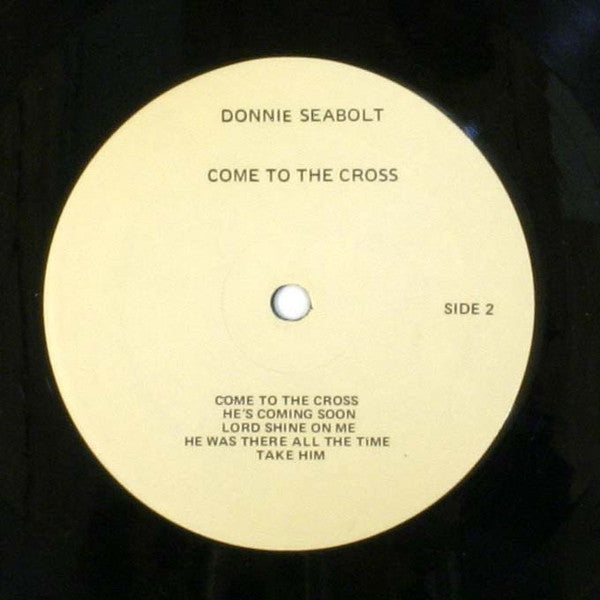 DONNIE SEABOLT
COME TO THE CROSS
SIDE 2
COME TO THE CROSS
HE'S COMING SOON
LORD SHINE ON ME
HE WAS THERE ALL THE TIME
TAKE HIM